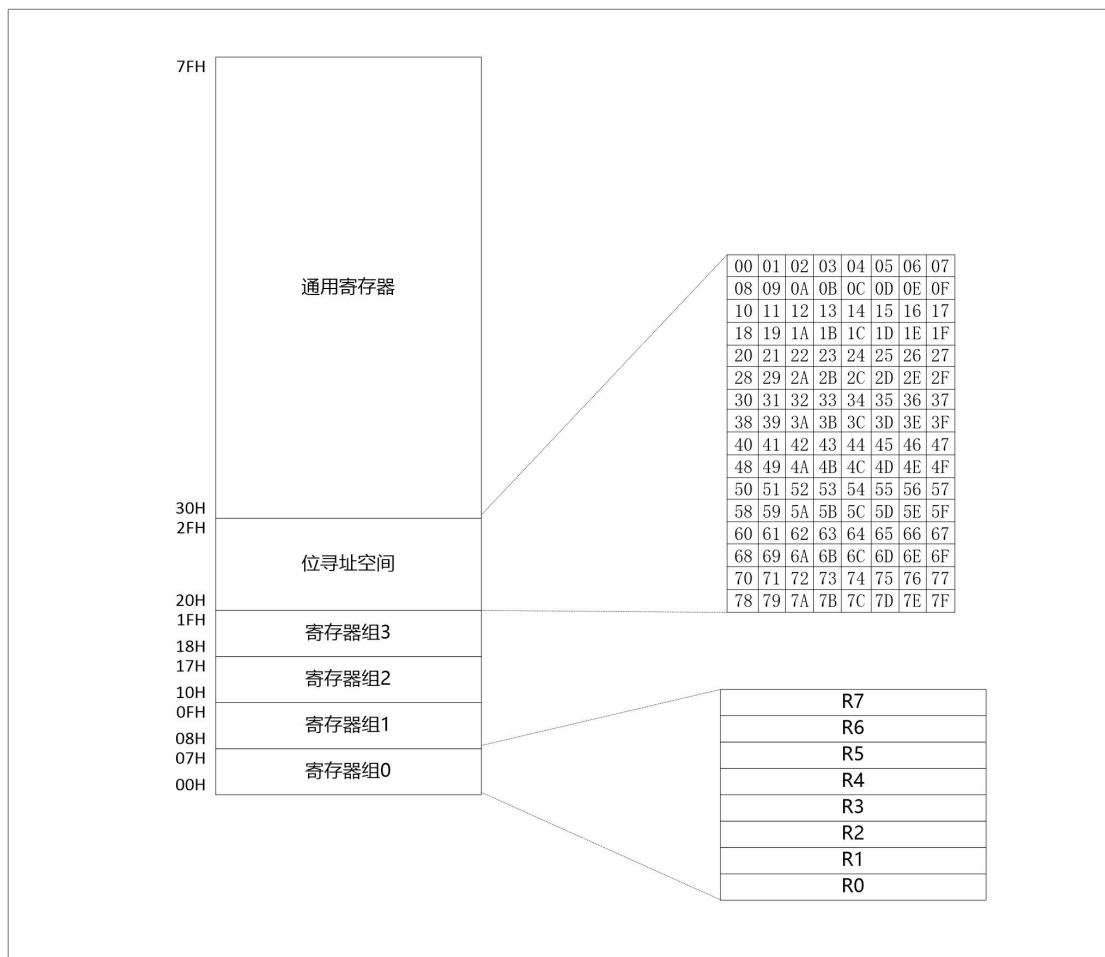 7FH
通用寄存器
30H
2FH
位寻址空间
20H
1FH
寄存器组3
18H
17H
寄存器组2
10H
0FH
寄存器组1
08H
07H
寄存器组0
00H
00 01 02 03 04 05 06 07
08 09 0A 0B 0C 0D 0E 0F
10 11 12 13 14 15 16 17
18 19 1A 1B 1C 1D 1E 1F
20 21 22 23 24 25 26 27
28 29 2A 2B 2C 2D 2E 2F
30 31 32 33 34 35 36 37
38 39 3A 3B 3C 3D 3E 3F
40 41 42 43 44 45 46 47
48 49 4A 4B 4C 4D 4E 4F
50 51 52 53 54 55 56 57
58 59 5A 5B 5C 5D 5E 5F
60 61 62 63 64 65 66 67
68 69 6A 6B 6C 6D 6E 6F
70 71 72 73 74 75 76 77
78 79 7A 7B 7C 7D 7E 7F
R7
R6
R5
R4
R3
R2
R1
R0